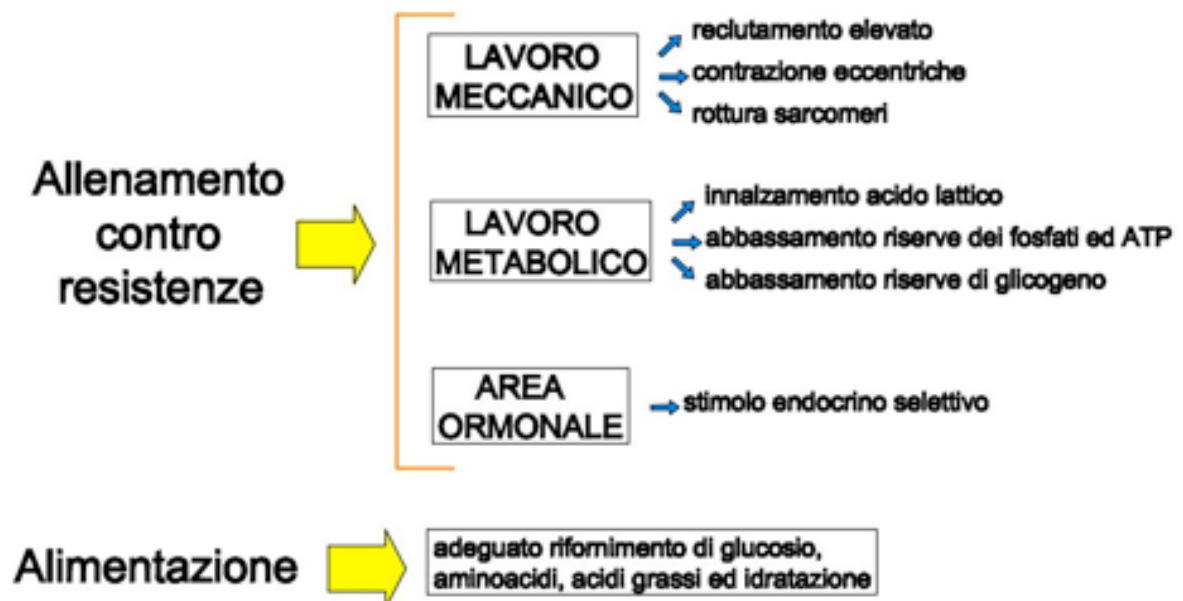 Allenamento
contro
resistenze
LAVORO
MECCANICO
reclutamento elevato
contrazione eccentriche
rottura sarcomeri
LAVORO
METABOLICO
innalzamento acido lattico
abbassamento riserve dei fosfati ed ATP
abbassamento riserve di glicogeno
AREA
ORMONALE
stimolo endocrino selettivo
Alimentazione
adeguato rifornimento di glucosio,
aminoacidi, acidi grassi ed idratazione